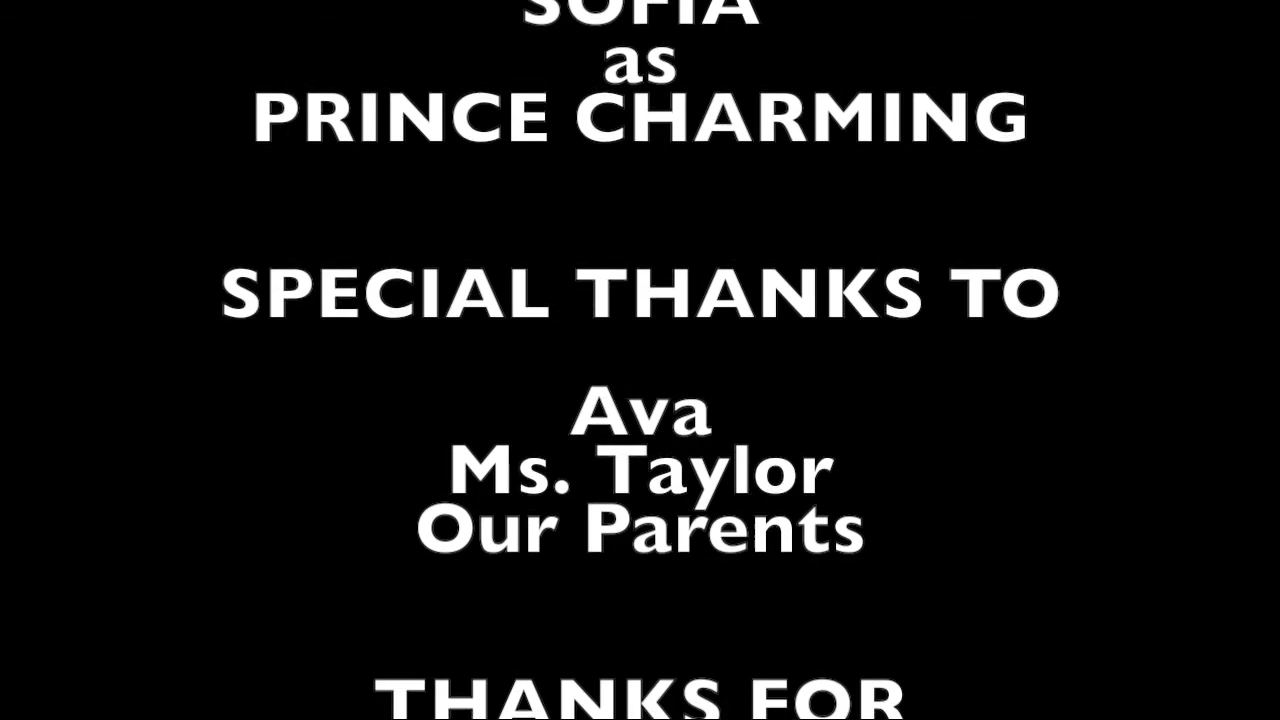 SOFIA
as
PRINCE CHARMING
SPECIAL THANKS TO
Ava
Ms. Taylor
Our Parents
THANKS FOR